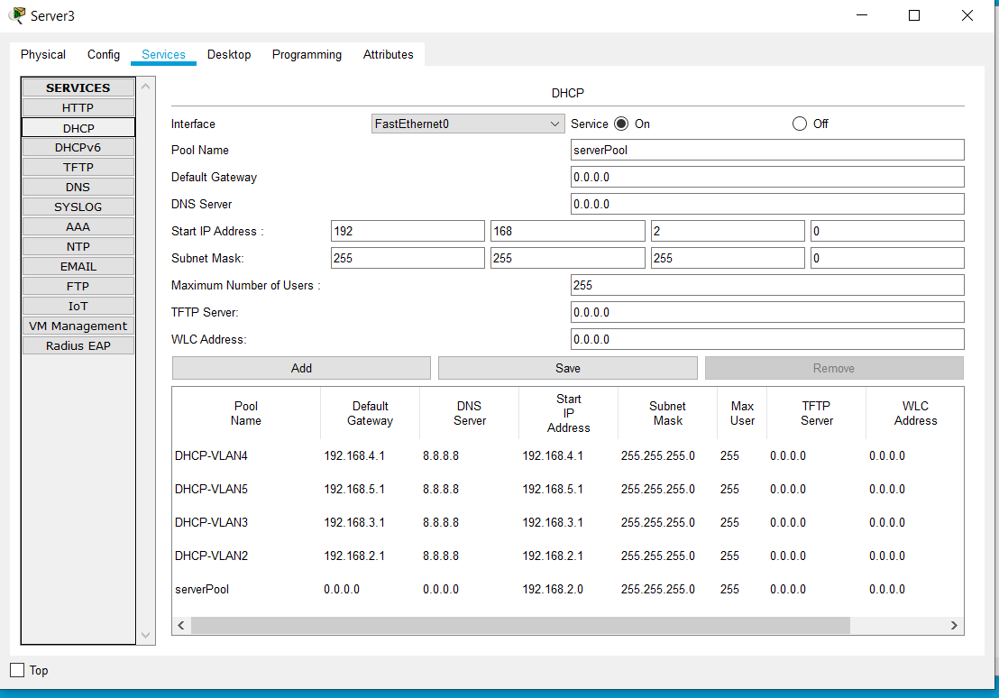 Server3
Physical Config Services Desktop Programming Attributes
SERVICES
HTTP
DHCP
DHCPv6
TFTP
DNS
SYSLOG
AAA
NTP
EMAIL
FTP
IoT
VM Management
Radius EAP
DHCP
Interface FastEthernet0 Service On Off
Pool Name serverPool
Default Gateway 0.0.0.0
DNS Server 0.0.0.0
Start IP Address : 192 168 2 0
Subnet Mask: 255 255 255 0
Maximum Number of Users : 255
TFTP Server: 0.0.0.0
WLC Address: 0.0.0.0
Add Save Remove
Pool Name Default Gateway DNS Server Start IP Address Subnet Mask Max User TFTP Server WLC Address
DHCP-VLAN4 192.168.4.1 8.8.8.8 192.168.4.1 255.255.255.0 255 0.0.0.0 0.0.0.0
DHCP-VLAN5 192.168.5.1 8.8.8.8 192.168.5.1 255.255.255.0 255 0.0.0.0 0.0.0.0
DHCP-VLAN3 192.168.3.1 8.8.8.8 192.168.3.1 255.255.255.0 255 0.0.0.0 0.0.0.0
DHCP-VLAN2 192.168.2.1 8.8.8.8 192.168.2.1 255.255.255.0 255 0.0.0.0 0.0.0.0
serverPool 0.0.0.0 0.0.0.0 192.168.2.0 255.255.255.0 255 0.0.0.0 0.0.0.0
Top